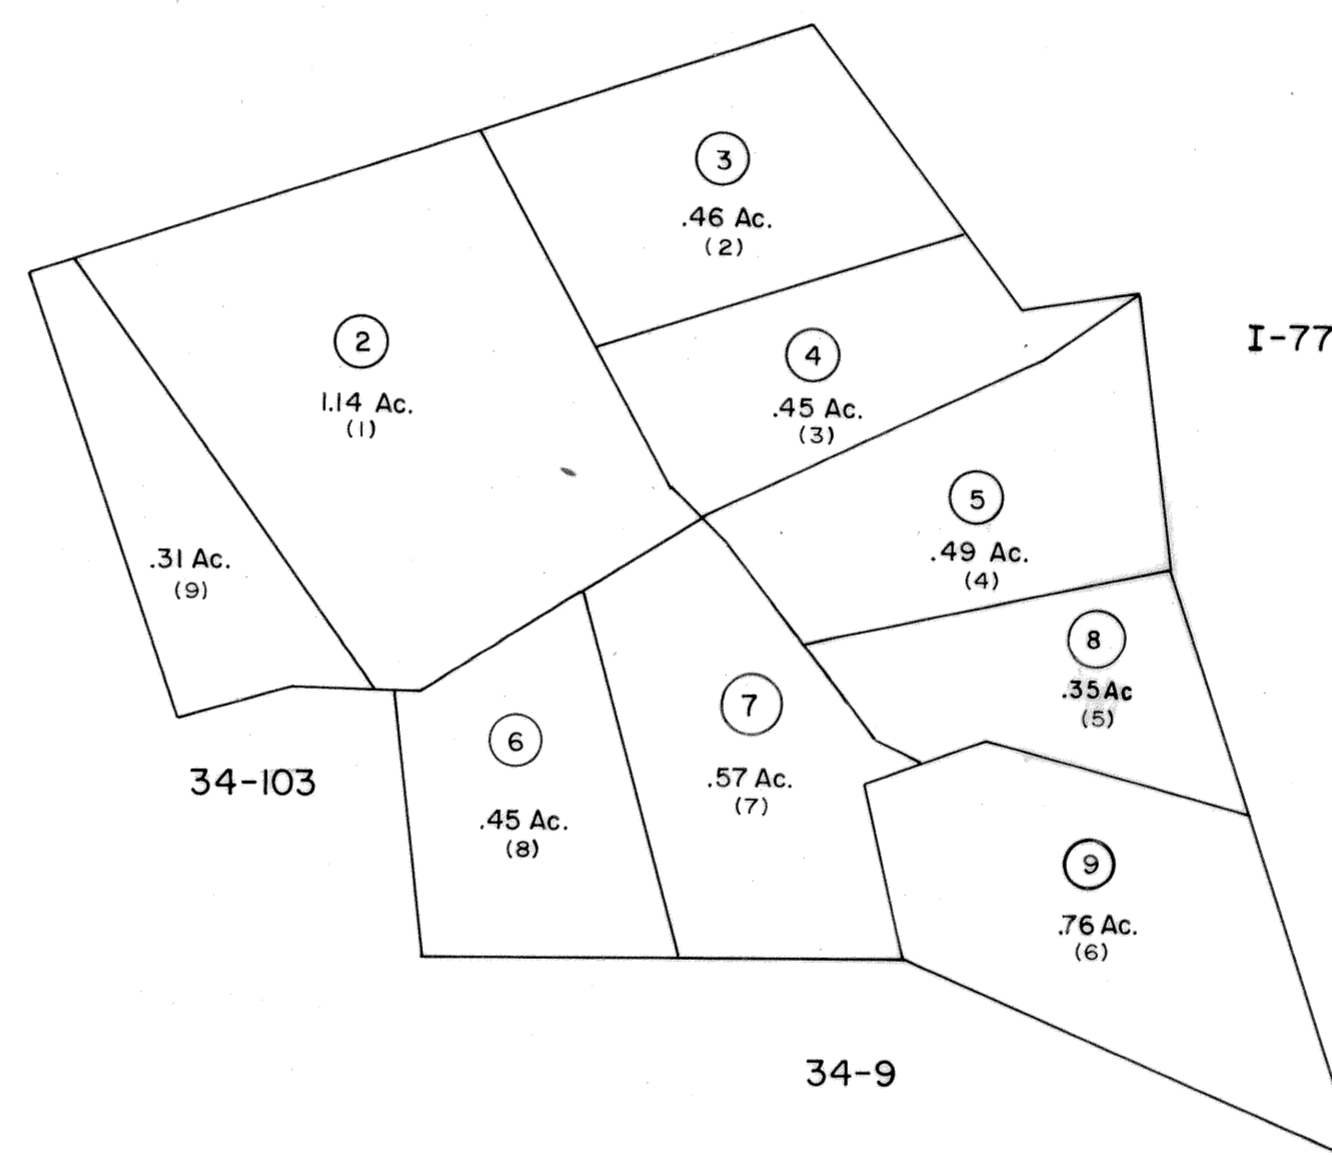 3
.46 Ac.
(2)
2
1.14 Ac.
(1)
4
.45 Ac.
(3)
I-77
5
.49 Ac.
(4)
.31 Ac.
(9)
8
.35Ac
(5)
6
.45 Ac.
(8)
7
.57 Ac.
(7)
34-103
9
.76 Ac.
(6)
34-9